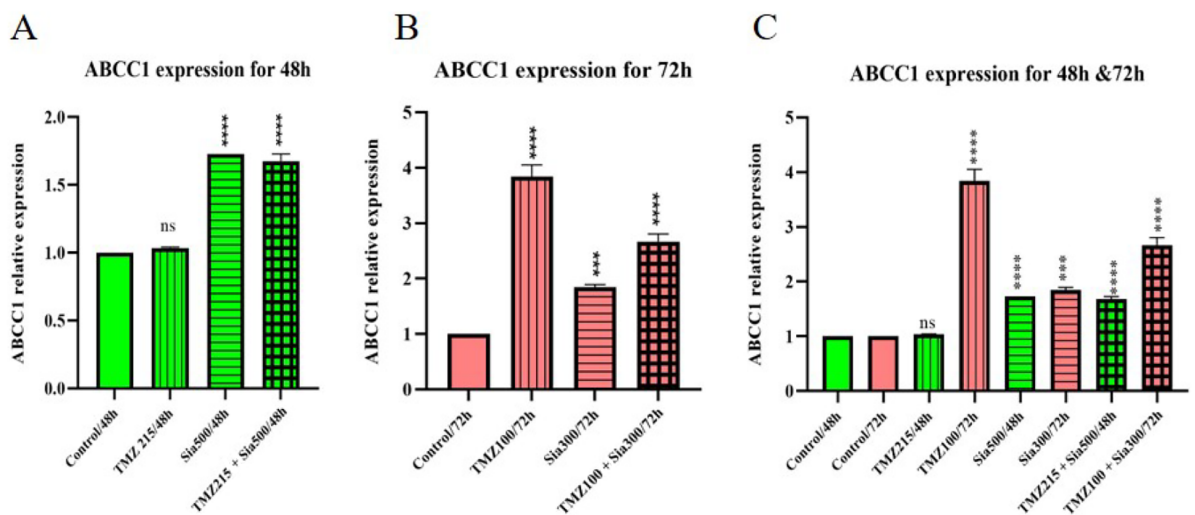 A
ABCC1 expression for 48h
ABCC1 relative expression
2.0
1.5
1.0
0.5
0.0
ns
****
****
Control/48h
TMZ 215/48h
Sia500/48h
TMZ215 + Sia500/48h
B
ABCC1 expression for 72h
ABCC1 relative expression
5
4
3
2
1
0
****
***
****
Control/72h
TMZ100/72h
Sia300/72h
TMZ100 + Sia300/72h
C
ABCC1 expression for 48h &72h
ABCC1 relative expression
5
4
3
2
1
0
ns
****
****
***
****
****
Control/48h
Control/72h
TMZ215/48h
TMZ100/72h
Sia500/48h
Sia300/72h
TMZ215 + Sia500/48h
TMZ100 + Sia300/72h